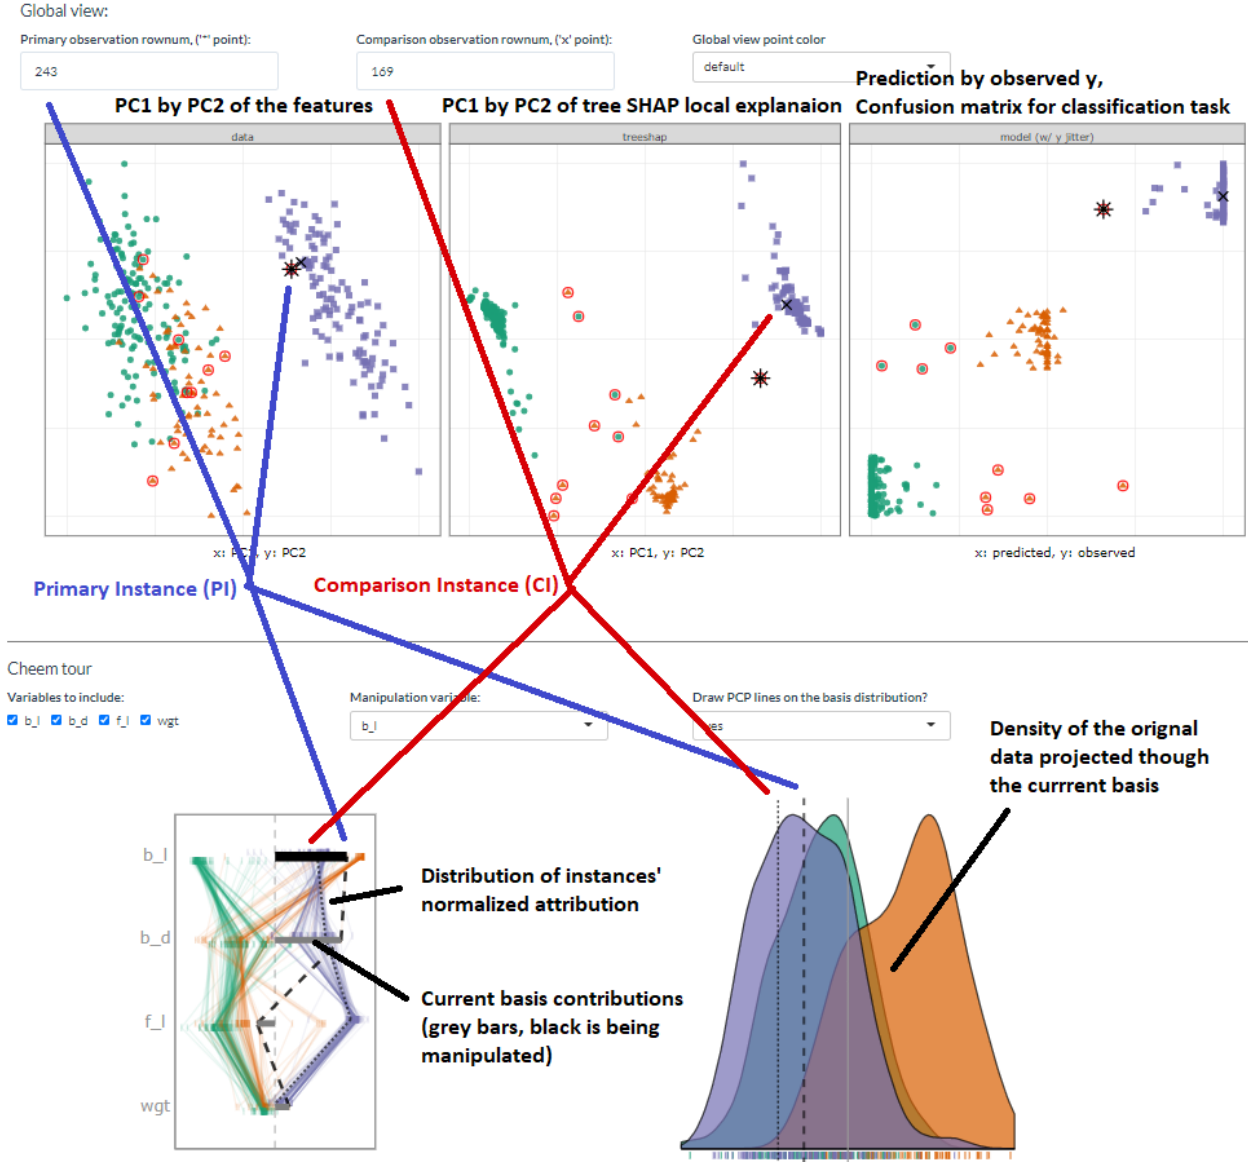 Global view:
Primary observation rownum, ('*' point):
Comparison observation rownum, ('x' point):
Global view point color
243
169
default
PC1 by PC2 of the features
PC1 by PC2 of tree SHAP local explanaion
Prediction by observed y,
Confusion matrix for classification task
data
treeshap
model (w/ y jitter)
x: PC1, y: PC2
x: PC1, y: PC2
x: predicted, y: observed
Primary Instance (PI)
Comparison Instance (CI)
Cheem tour
Variables to include:
Manipulation variable:
Draw PCP lines on the basis distribution?
b_l b_d f_l wgt
b_l
yes
Density of the orignal
data projected though
the currrent basis
b_l
b_d
f_l
wgt
Distribution of instances'
normalized attribution
Current basis contributions
(grey bars, black is being
manipulated)